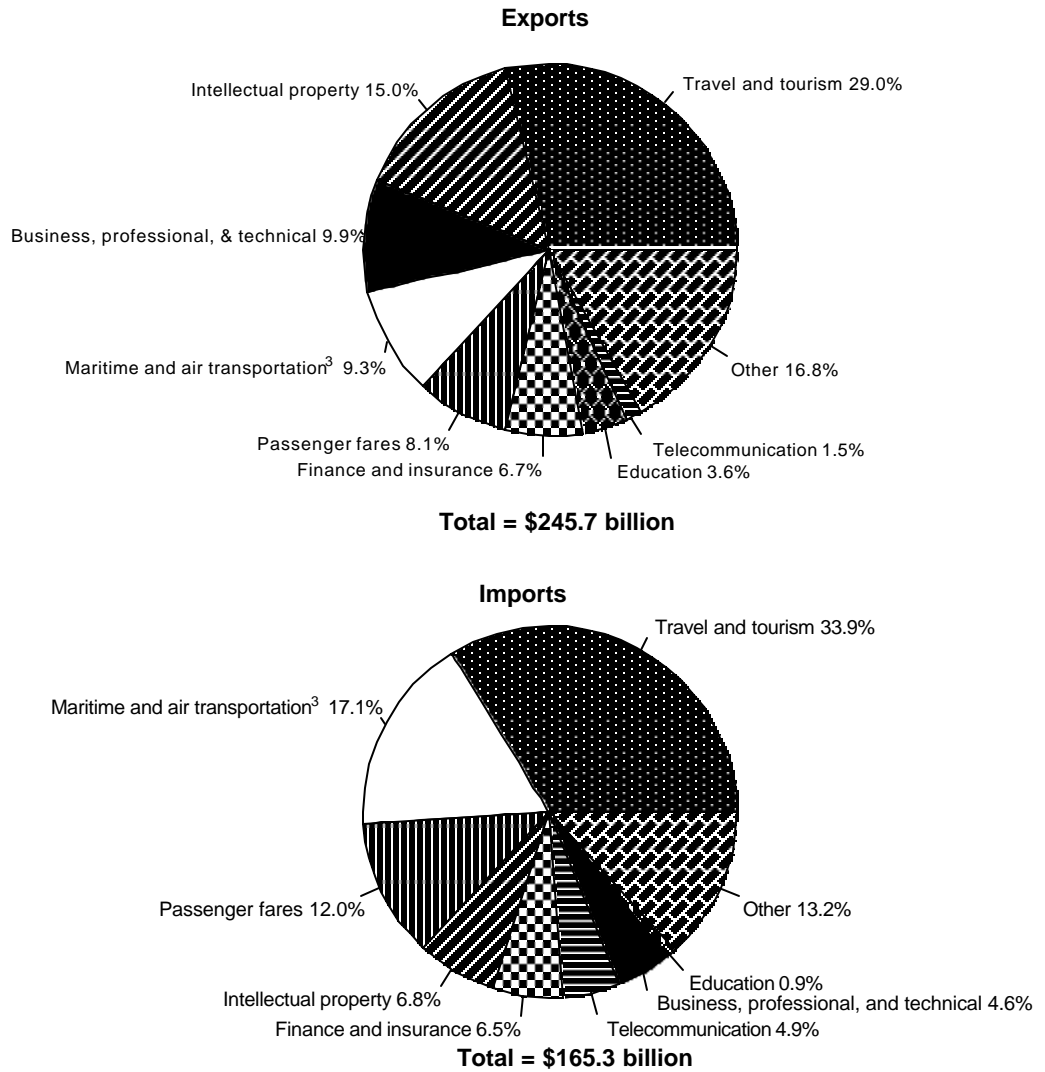 Exports
Travel and tourism 29.0%
Intellectual property 15.0%
Business, professional, & technical 9.9%
Maritime and air transportation3 9.3%
Other 16.8%
Passenger fares 8.1%
Telecommunication 1.5%
Finance and insurance 6.7%
Education 3.6%
Total = $245.7 billion
Imports
Travel and tourism 33.9%
Maritime and air transportation3 17.1%
Passenger fares 12.0%
Other 13.2%
Education 0.9%
Intellectual property 6.8%
Business, professional, and technical 4.6%
Finance and insurance 6.5%
Telecommunication 4.9%
Total = $165.3 billion